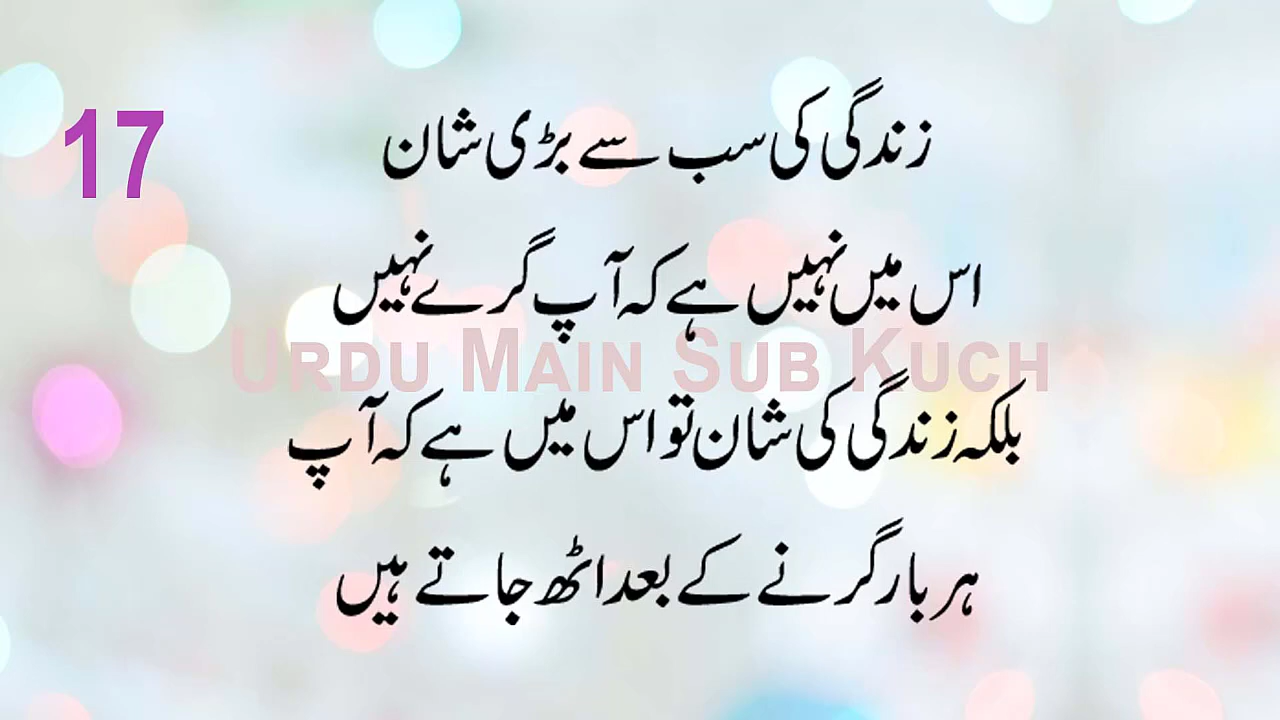 17
زندگی کی سب سے بڑی شان
اس میں نہیں ہے کہ آپ گرے نہیں
Urdu Main Sub Kuch
بلکہ زندگی کی شان تو اس میں ہے کہ آپ
ہر بار گرنے کے بعد اٹھ جاتے ہیں